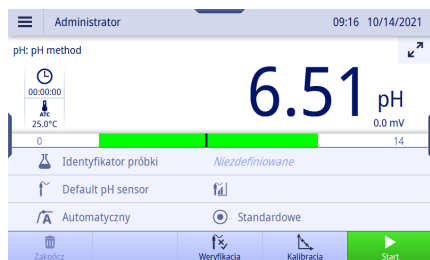 Administrator 09:16 10/14/2021
pH: pH method
00:00:00
ATC
25.0°C
6.51 pH
0.0 mV
0 14
Identyfikator próbki Niezdefiniowane
Default pH sensor
Automatyczny Standardowe
Zakończ Weryfikacja Kalibracja Start